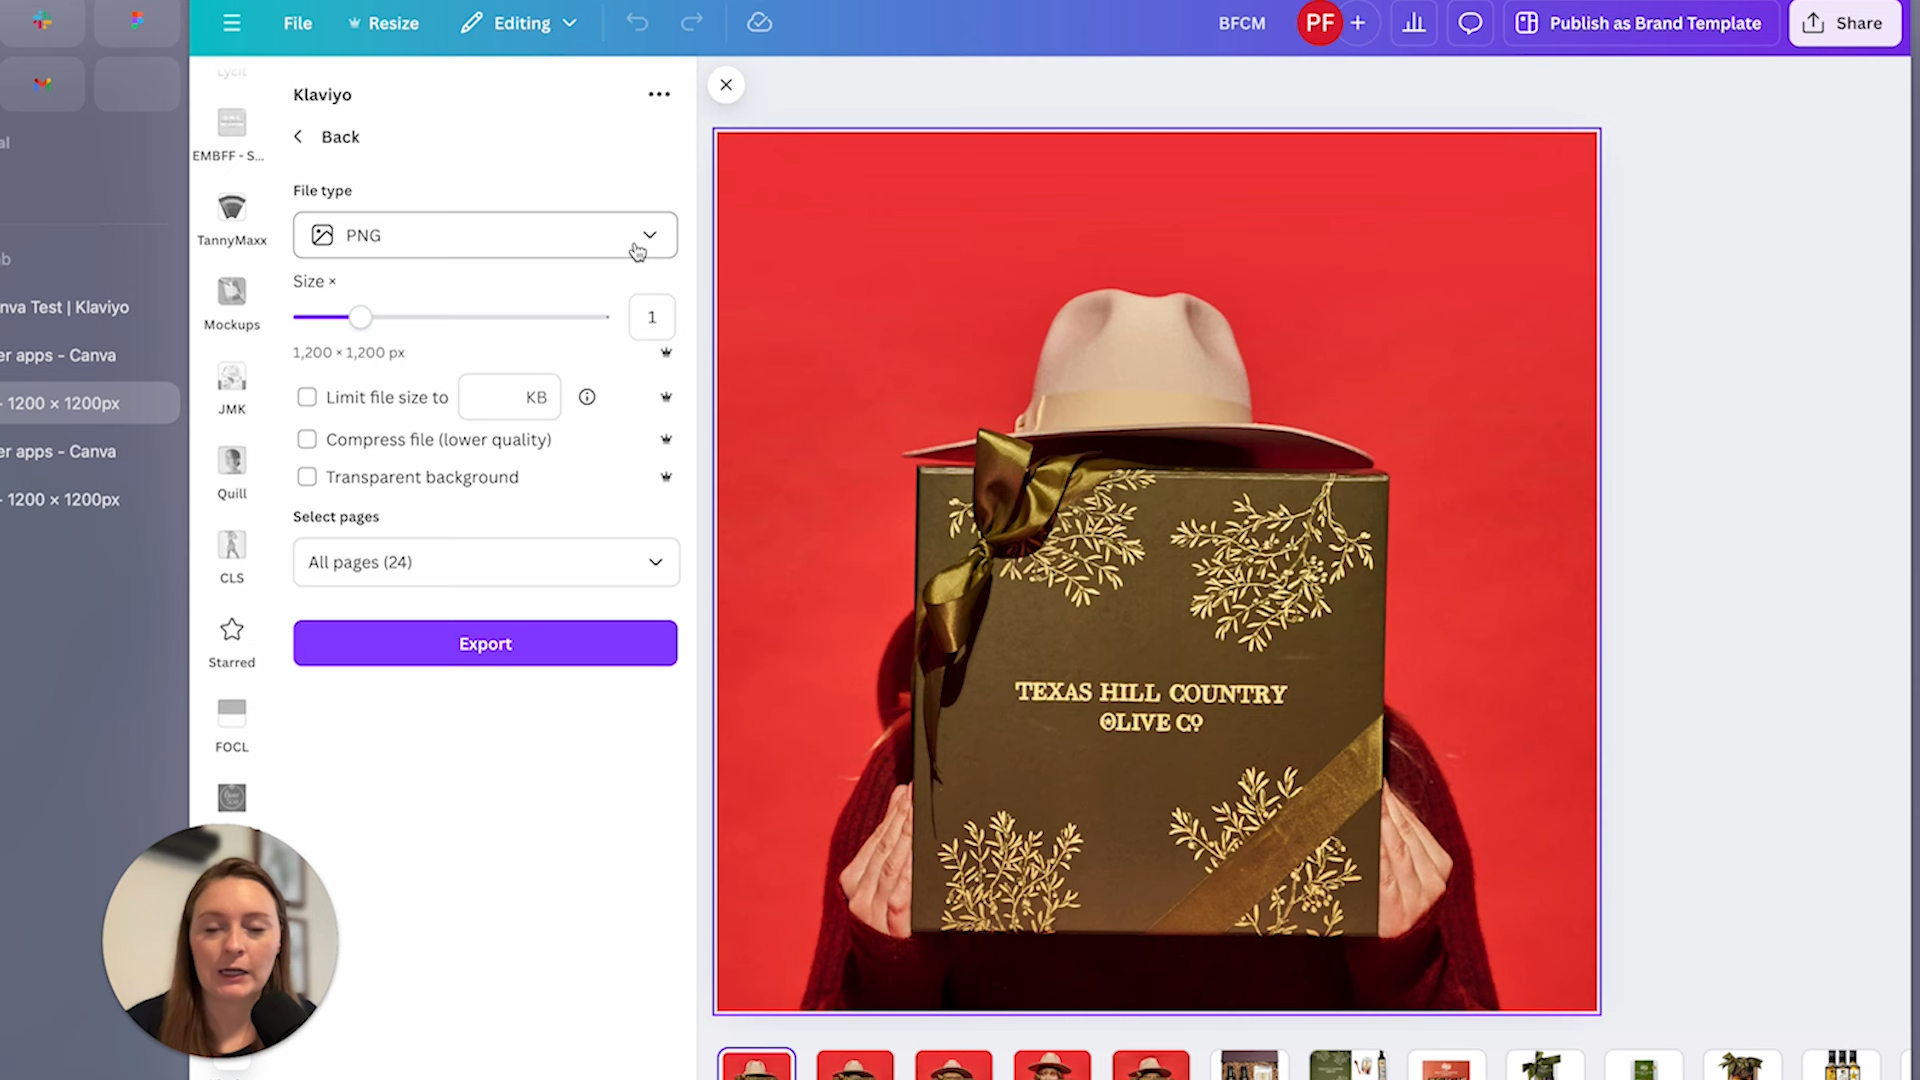 File
Resize
Editing
BFCM
PF
Publish as Brand Template
Share
al
ab
nva Test | Klaviyo
er apps - Canva
- 1200 × 1200px
er apps - Canva
- 1200 × 1200px
EMBFF - S...
TannyMaxx
Mockups
JMK
Quill
CLS
Starred
FOCL
Klaviyo
Back
File type
PNG
Size ×
1
1,200 × 1,200 px
Limit file size to
KB
Compress file (lower quality)
Transparent background
Select pages
All pages (24)
Export
TEXAS HILL COUNTRY
OLIVE CO